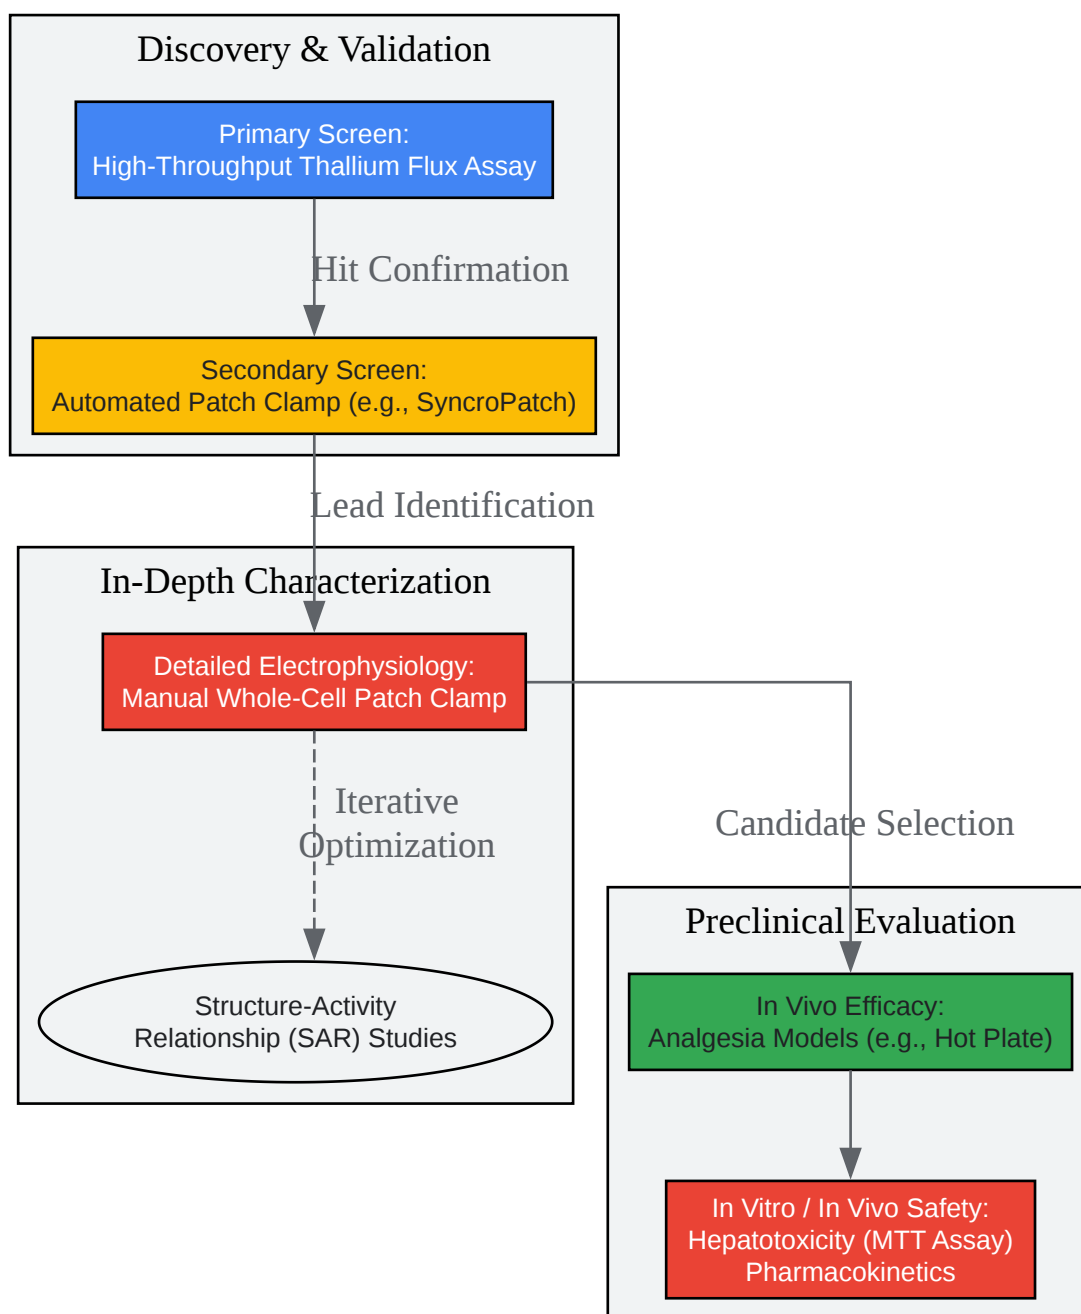 Discovery & Validation
Primary Screen:
High-Throughput Thallium Flux Assay
Hit Confirmation
Secondary Screen:
Automated Patch Clamp (e.g., SyncroPatch)
Lead Identification
In-Depth Characterization
Detailed Electrophysiology:
Manual Whole-Cell Patch Clamp
Iterative
Optimization
Structure-Activity
Relationship (SAR) Studies
Candidate Selection
Preclinical Evaluation
In Vivo Efficacy:
Analgesia Models (e.g., Hot Plate)
In Vitro / In Vivo Safety:
Hepatotoxicity (MTT Assay)
Pharmacokinetics